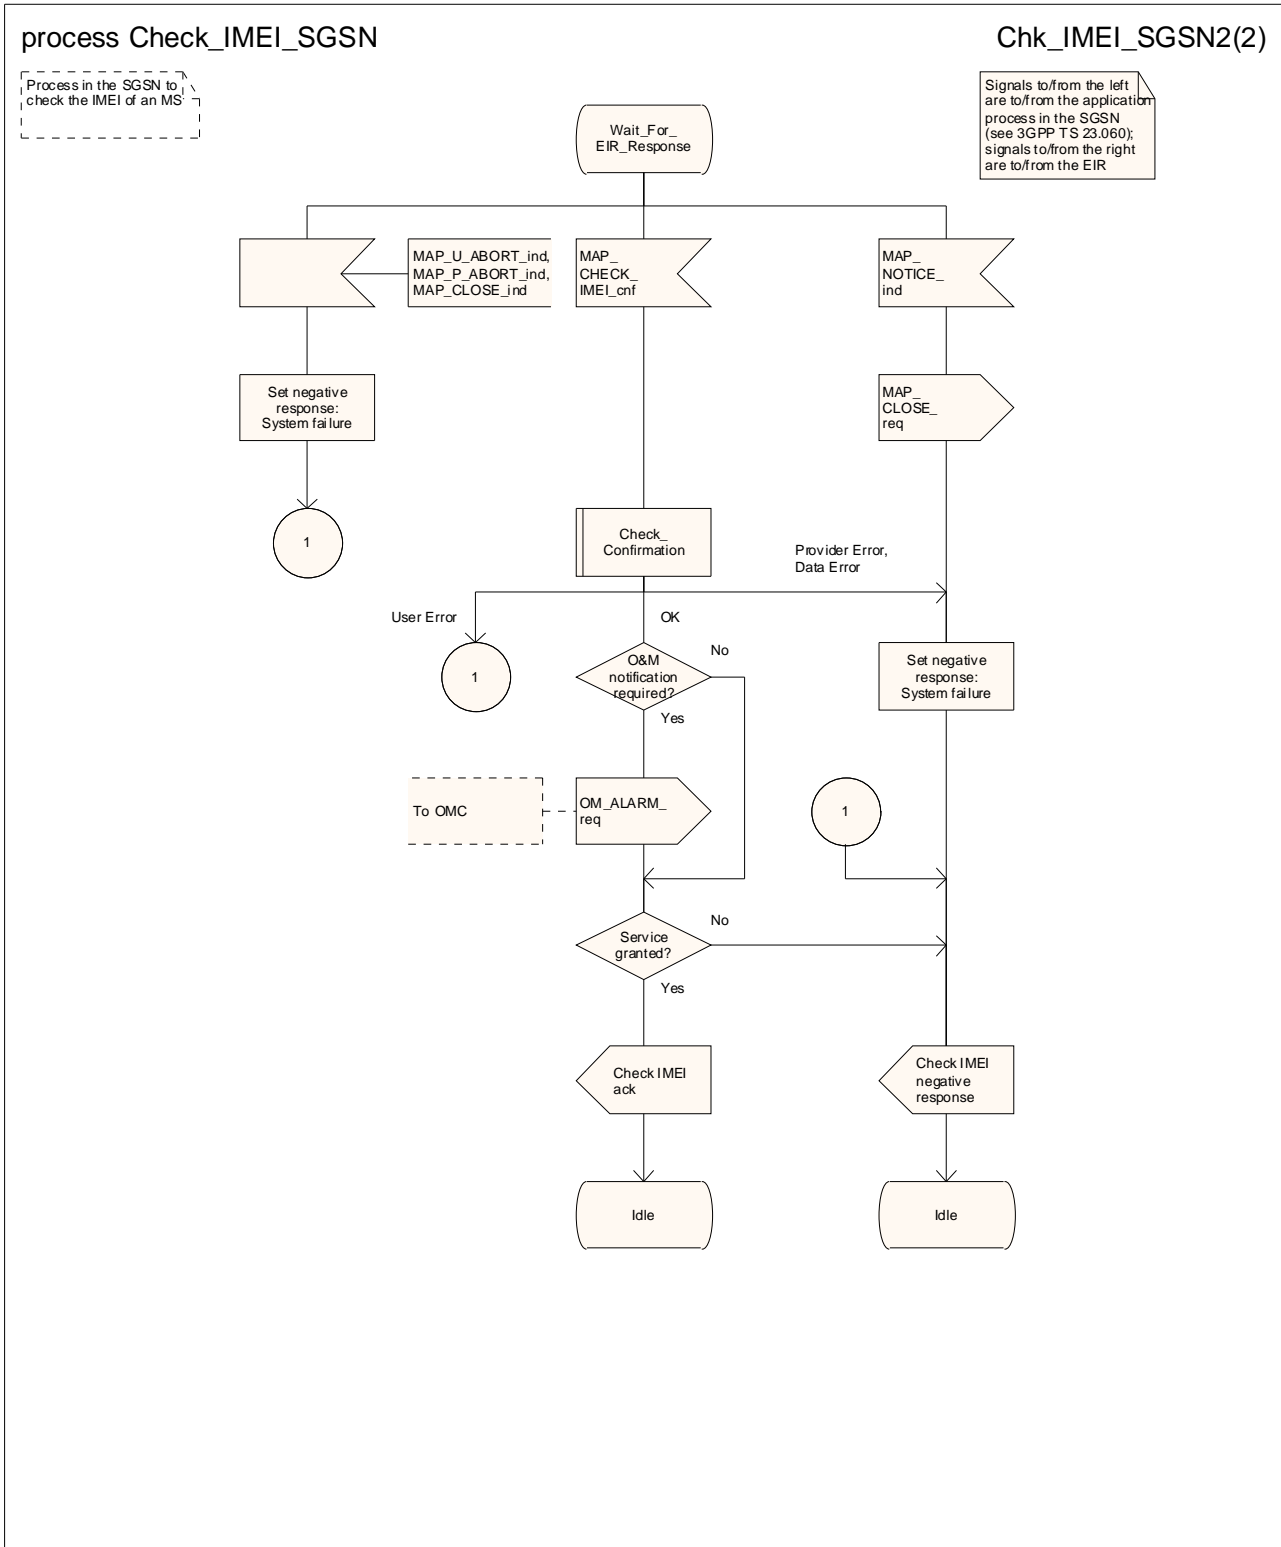 process Check_IMEI_SGSN
Chk_IMEI_SGSN2(2)
Process in the SGSN to
check the IMEI of an MS
Signals to/from the left
are to/from the application
process in the SGSN
(see 3GPP TS 23.060);
signals to/from the right
are to/from the EIR
Wait_For_
EIR_Response
MAP_U_ABORT_ind,
MAP_P_ABORT_ind,
MAP_CLOSE_ind
MAP_
CHECK_
IMEI_cnf
MAP_
NOTICE_
ind
Set negative
response:
System failure
MAP_
CLOSE_
req
1
Check_
Confirmation
Provider Error,
Data Error
User Error
OK
1
O&M
notification
required?
No
Yes
Set negative
response:
System failure
To OMC
OM_ALARM_
req
1
Service
granted?
No
Yes
Check IMEI
ack
Check IMEI
negative
response
Idle
Idle